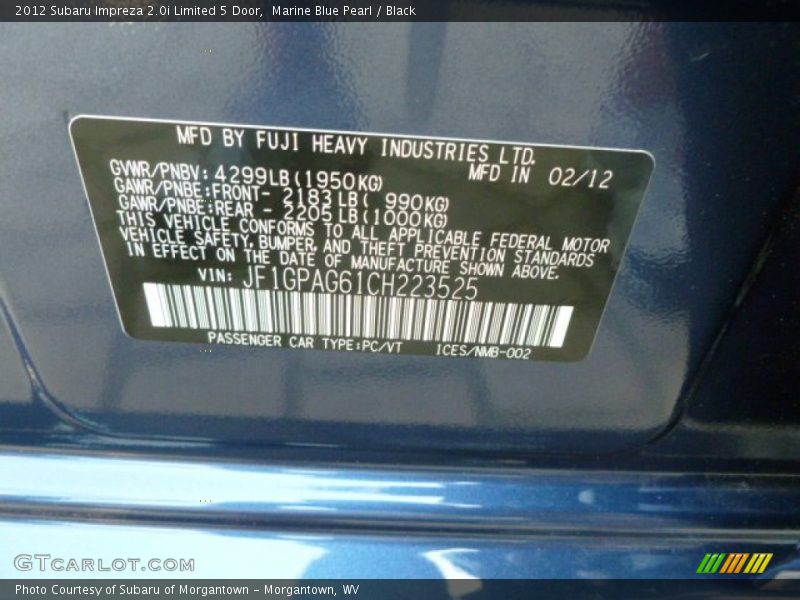 2012 Subaru Impreza 2.0i Limited 5 Door, Marine Blue Pearl / Black
MFD BY FUJI HEAVY INDUSTRIES LTD.
MFD IN 02/12
GVWR/PNBV: 4299LB(1950KG)
GAWR/PNBE:FRONT- 2183LB( 990KG)
GAWR/PNBE:REAR - 2205LB(1000KG)
THIS VEHICLE CONFORMS TO ALL APPLICABLE FEDERAL MOTOR
VEHICLE SAFETY, BUMPER, AND THEFT PREVENTION STANDARDS
IN EFFECT ON THE DATE OF MANUFACTURE SHOWN ABOVE.
VIN: JF1GPAG61CH223525
PASSENGER CAR TYPE:PC/VT ICES/NMB-002
GTCARLOT.COM
Photo Courtesy of Subaru of Morgantown - Morgantown, WV